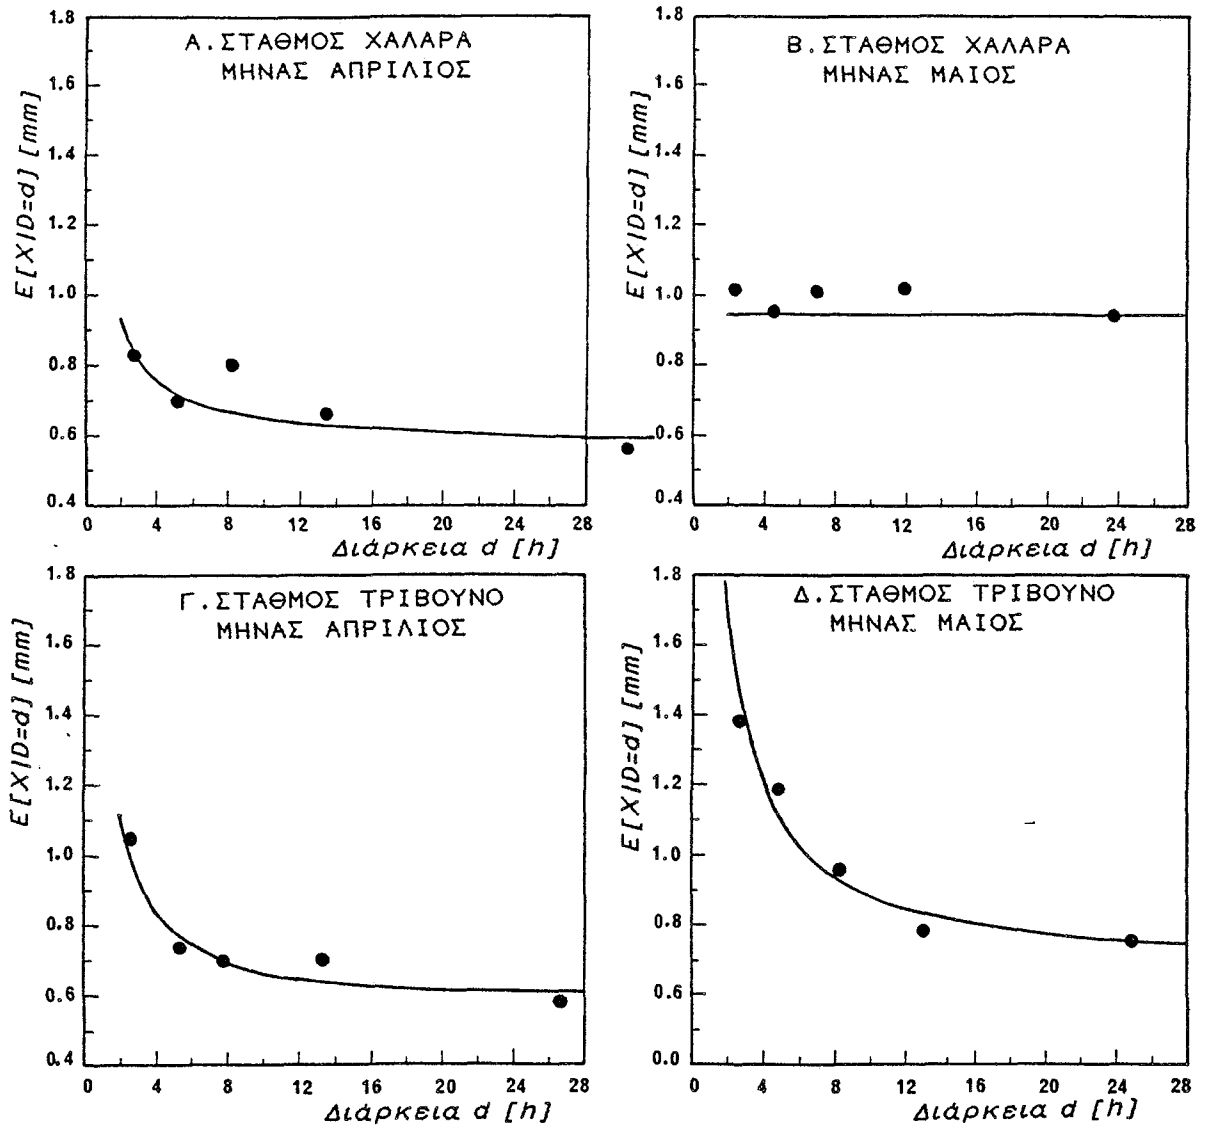 Α.ΣΤΑΘΜΟΣ ΧΑΛΑΡΑ
ΜΗΝΑΣ ΑΠΡΙΛΙΟΣ
E[X|D=d] [mm]
1.8
1.6
1.4
1.2
1.0
0.8
0.6
0.4
0 4 8 12 16 20 24 28
Διάρκεια d [h]
Β.ΣΤΑΘΜΟΣ ΧΑΛΑΡΑ
ΜΗΝΑΣ ΜΑΙΟΣ
E[X|D=d] [mm]
1.8
1.6
1.4
1.2
1.0
0.8
0.6
0.4
0 4 8 12 16 20 24 28
Διάρκεια d [h]
Γ.ΣΤΑΘΜΟΣ ΤΡΙΒΟΥΝΟ
ΜΗΝΑΣ ΑΠΡΙΛΙΟΣ
E[X|D=d] [mm]
1.8
1.6
1.4
1.2
1.0
0.8
0.6
0.4
0 4 8 12 16 20 24 28
Διάρκεια d [h]
Δ.ΣΤΑΘΜΟΣ ΤΡΙΒΟΥΝΟ
ΜΗΝΑΣ ΜΑΙΟΣ
E[X|D=d] [mm]
1.8
1.6
1.4
1.2
1.0
0.8
0.6
0.0
0 4 8 12 16 20 24 28
Διάρκεια d [h]